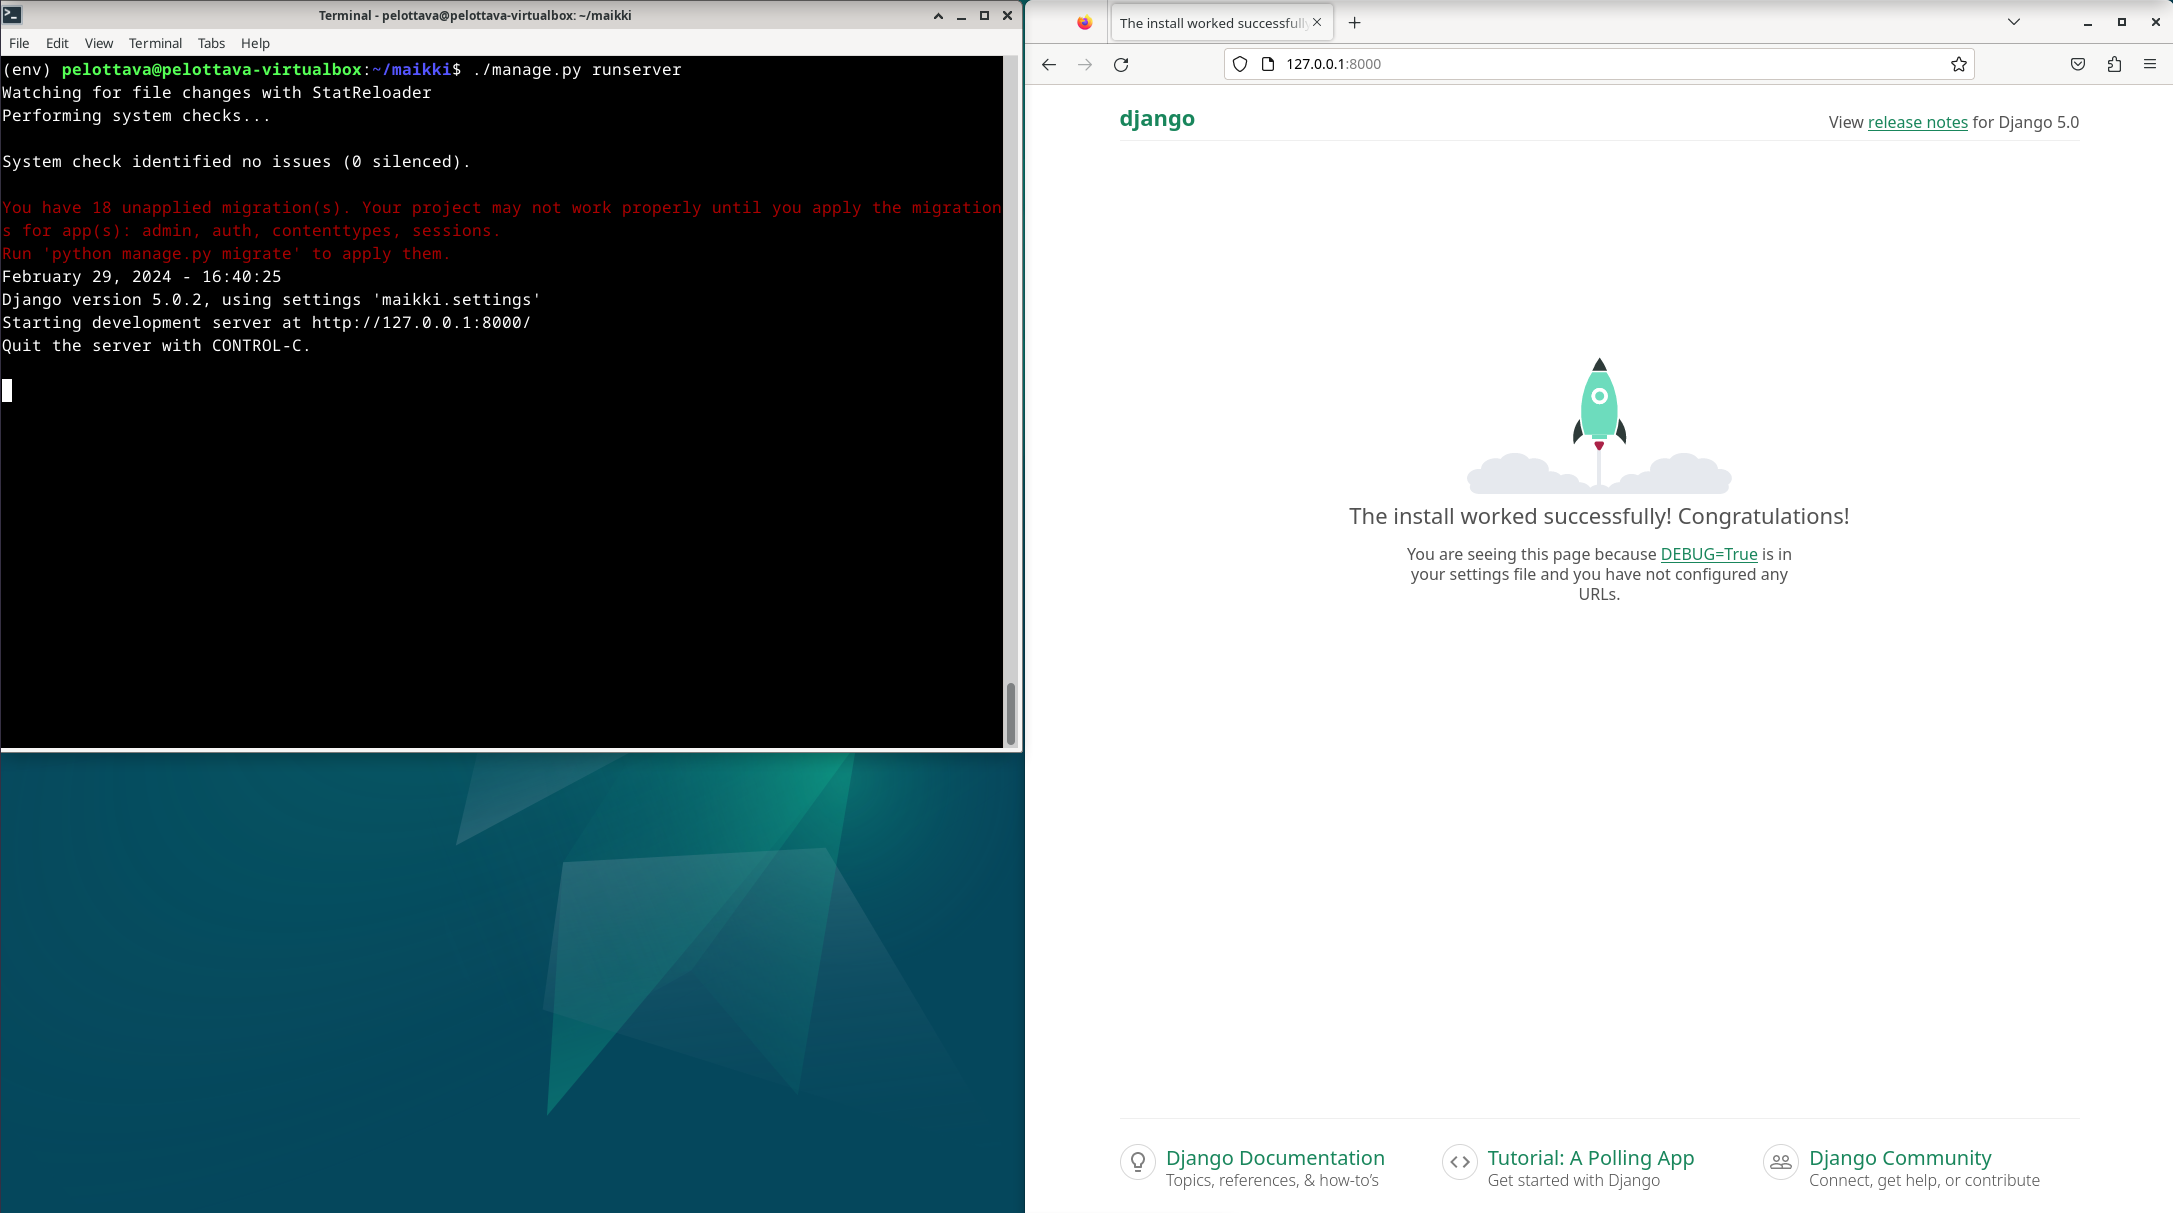 Terminal - pelottava@pelottava-virtualbox: ~/maikki
File Edit View Terminal Tabs Help
(env) pelottava@pelottava-virtualbox:~/maikki$ ./manage.py runserver
Watching for file changes with StatReloader
Performing system checks...
System check identified no issues (0 silenced).
You have 18 unapplied migration(s). Your project may not work properly until you apply the migration
s for app(s): admin, auth, contenttypes, sessions.
Run 'python manage.py migrate' to apply them.
February 29, 2024 - 16:40:25
Django version 5.0.2, using settings 'maikki.settings'
Starting development server at http://127.0.0.1:8000/
Quit the server with CONTROL-C.
The install worked successfully
127.0.0.1:8000
django
View release notes for Django 5.0
The install worked successfully! Congratulations!
You are seeing this page because DEBUG=True is in
your settings file and you have not configured any
URLs.
Django Documentation
Topics, references, & how-to’s
Tutorial: A Polling App
Get started with Django
Django Community
Connect, get help, or contribute